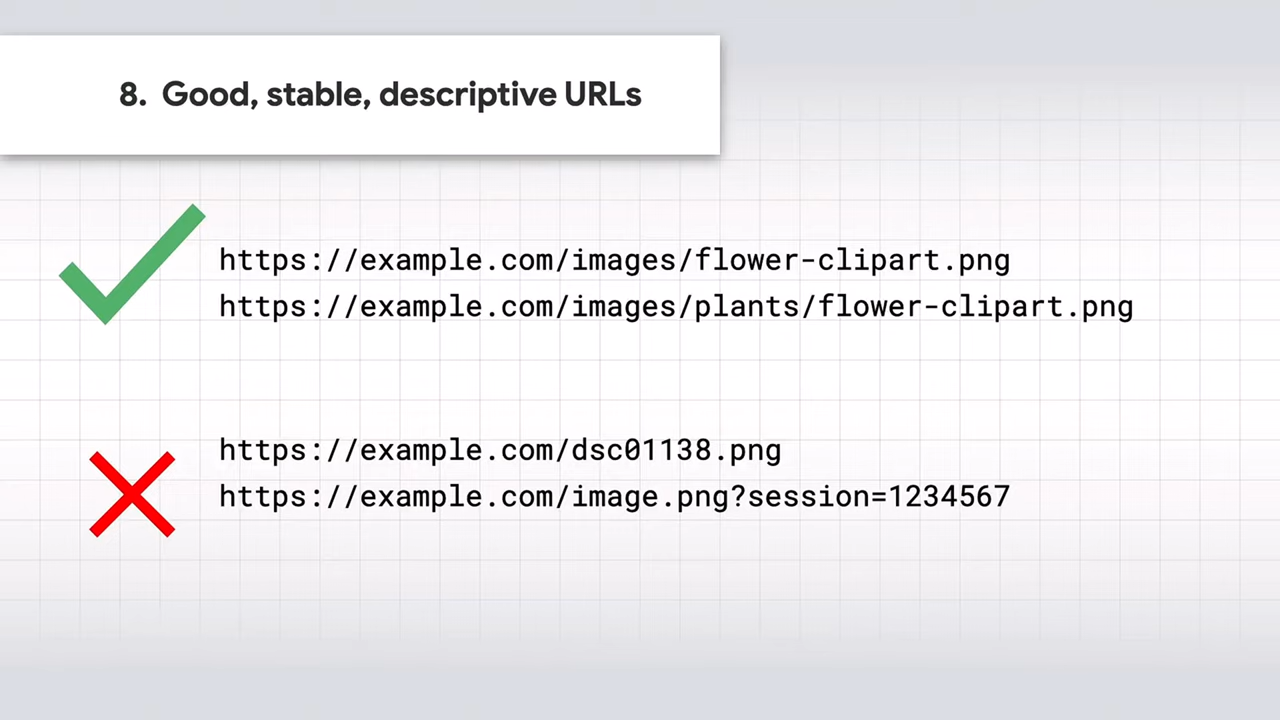 8. Good, stable, descriptive URLs
https://example.com/images/flower-clipart.png
https://example.com/images/plants/flower-clipart.png
https://example.com/dsc01138.png
https://example.com/image.png?session=1234567